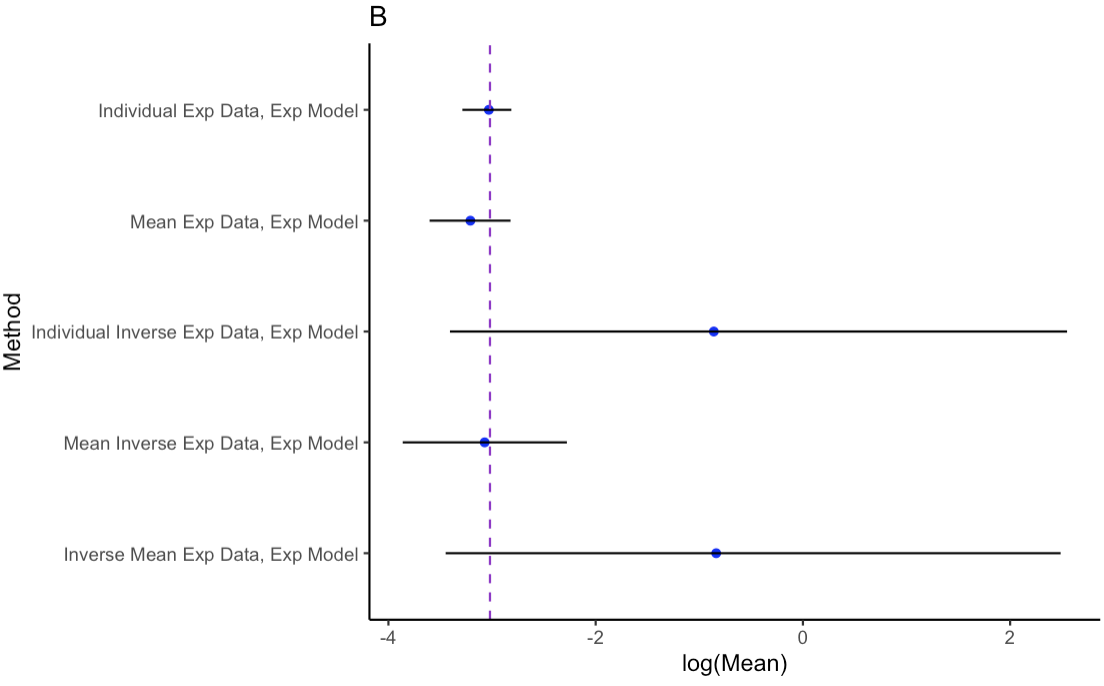 B
Method
Individual Exp Data, Exp Model
Mean Exp Data, Exp Model
Individual Inverse Exp Data, Exp Model
Mean Inverse Exp Data, Exp Model
Inverse Mean Exp Data, Exp Model
-4 -2 0 2
log(Mean)